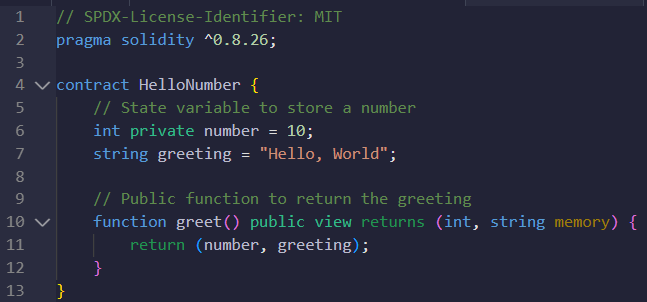 1 // SPDX-License-Identifier: MIT
2 pragma solidity ^0.8.26;
3
4 contract HelloNumber {
5     // State variable to store a number
6     int private number = 10;
7     string greeting = "Hello, World";
8
9     // Public function to return the greeting
10     function greet() public view returns (int, string memory) {
11         return (number, greeting);
12     }
13 }